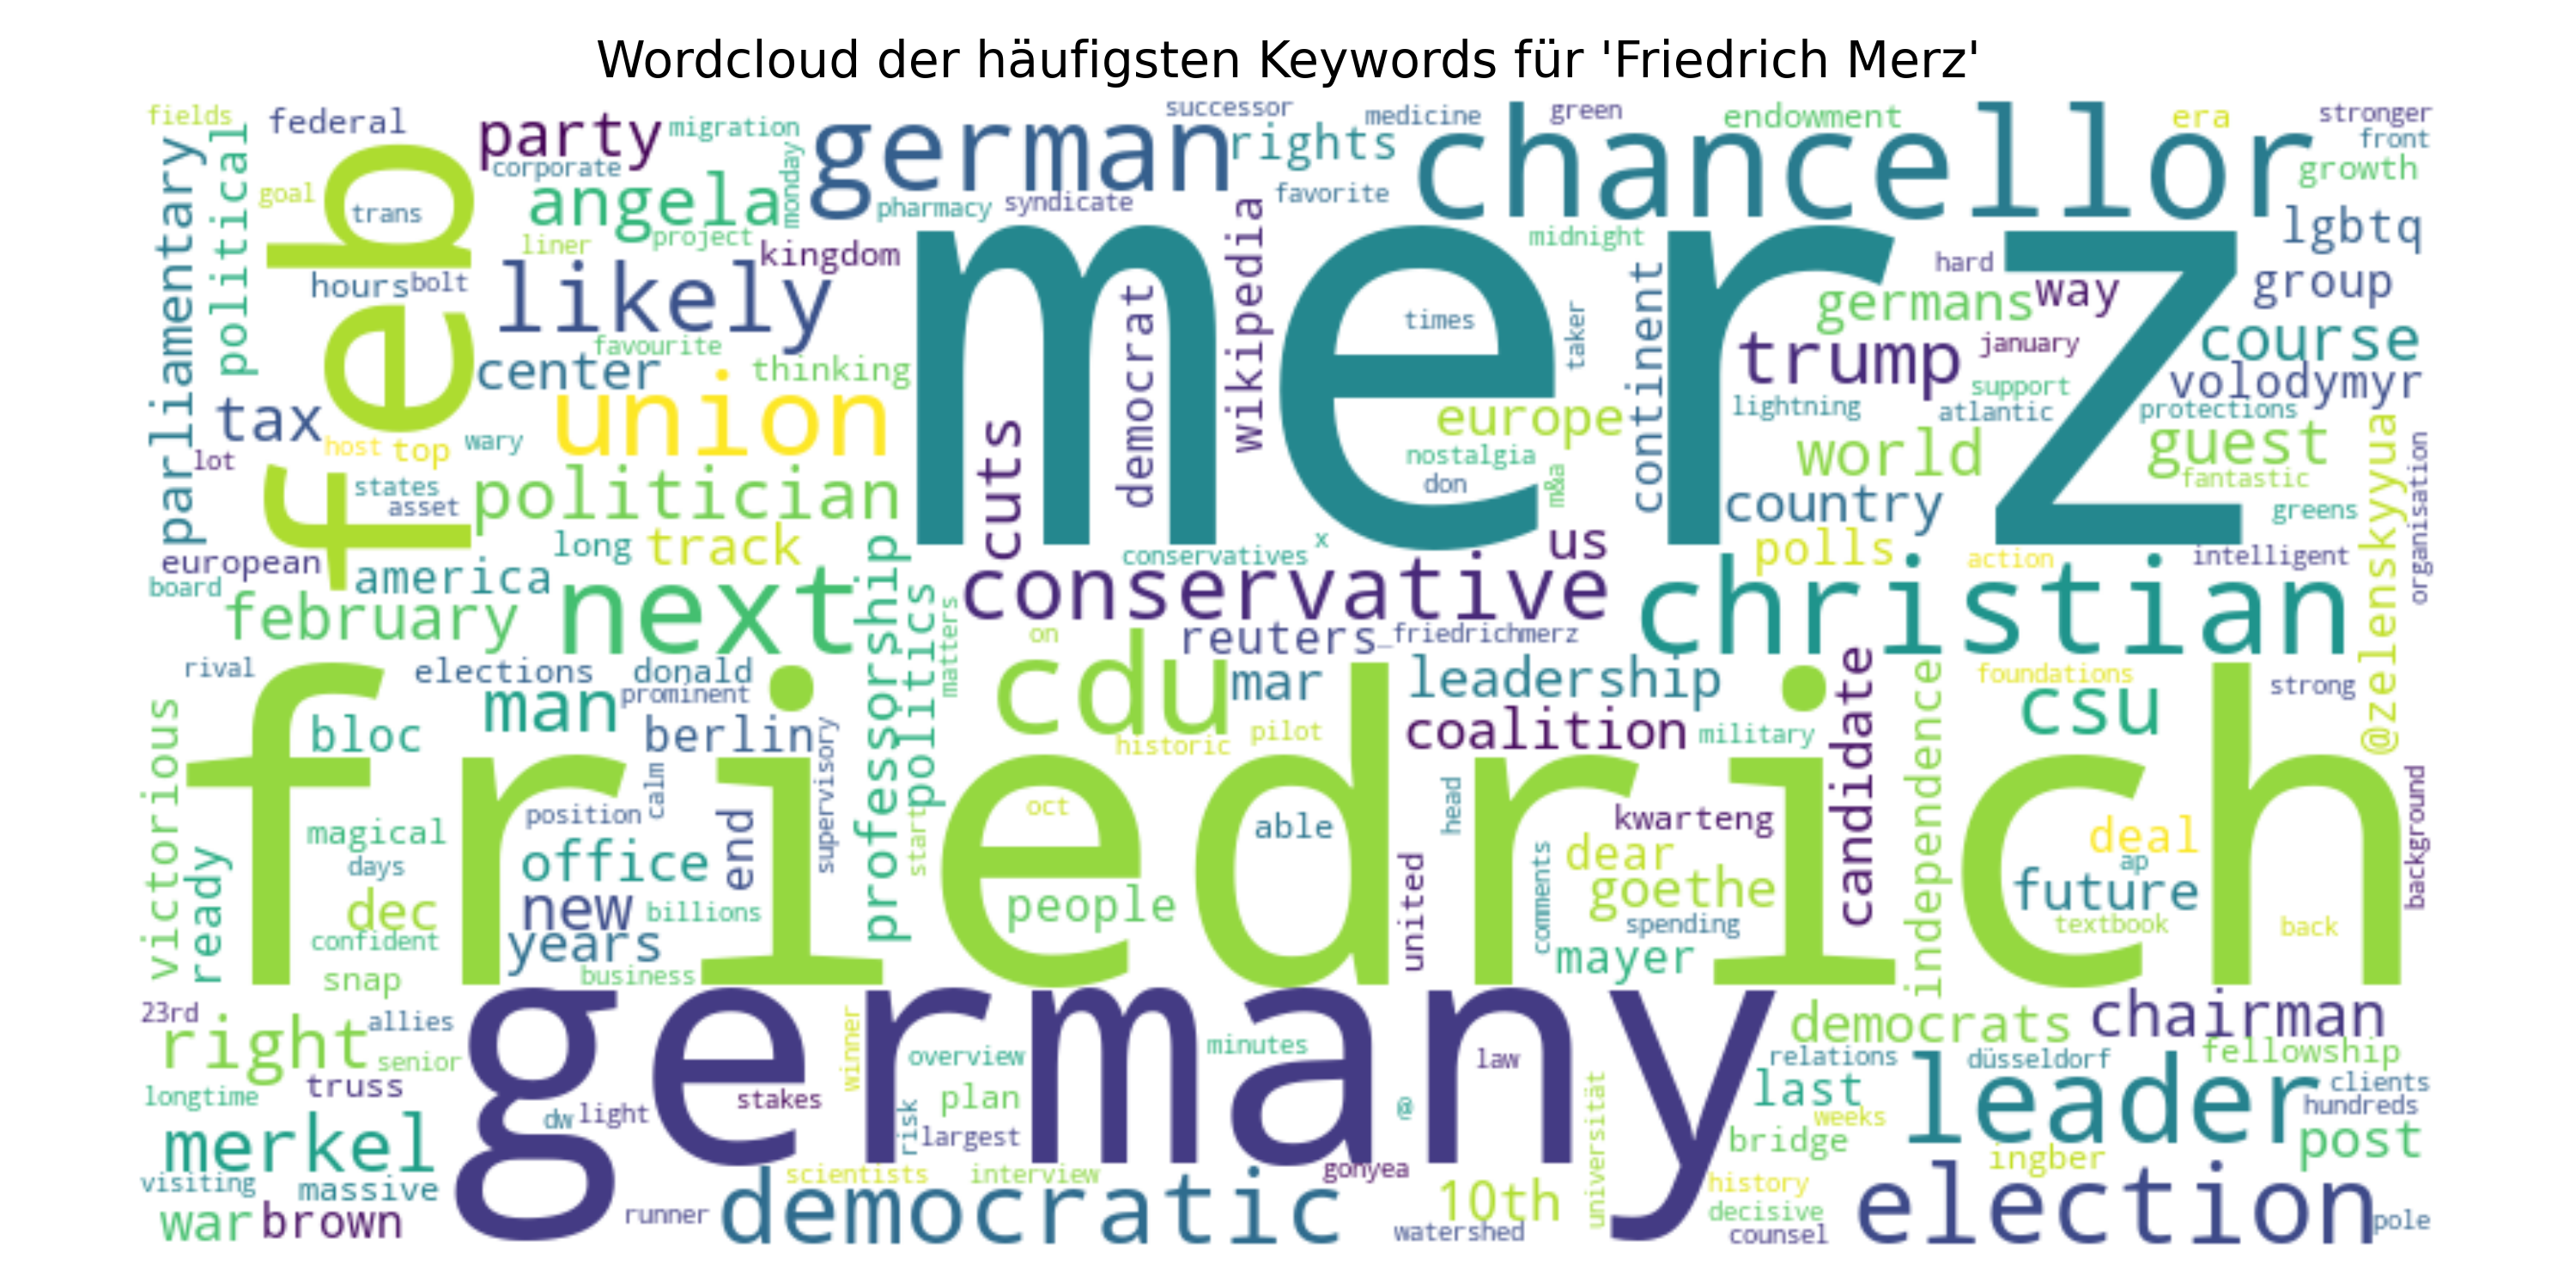 Wordcloud der häufigsten Keywords für 'Friedrich Merz'
fields
federal
party
migration
german
successor
rights
medicine
green
chancellor
endowment
era
stronger
front
growth
parliamentary
political
goal
feb
trans
corporate
angela
monday
pharmacy
syndicate
favorite
wikipedia
midnight
lgbtq
liner
project
kingdom
merz
hard
hours
bolt
likely
democrat
times
taker
continent
germans
way
group
favourite
center
thinking
trump
january
course
support
volodymyr
tax
union
cuts
europe
lightning
atlantic
protections
host
top
wary
lot
nostalgia
world
guest
fantastic
@zelenskyyua
organisation
states
asset
politician
don
m&a
country
greens
long
track
professorship
conservatives
x
us
polls
action
intelligent
european
board
america
next
conservative
christian
february
politics
matters
on
reuters
_friedrichmerz
rival
elections
donald
prominent
man
cdu
mar
leadership
candidate
independence
foundations
csu
strong
victorious
friedrich
bloc
berlin
supervisory
historic
pilot
coalition
military
calm
position
magical
end
start
oct
able
head
kwarteng
deal
background
ready
days
office
people
united
comments
dear
goethe
ap
future
dec
new
billions
spending
textbook
back
confident
years
mayer
snap
business
germany
23rd
right
allies
senior
winner
overview
minutes
law
democrats
chairman
relations
düsseldorf
fellowship
truss
longtime
dw
light
stakes
risk
plan
largest
@
universität
last
weeks
leader
clients
hundreds
merkel
bridge
ingber
post
visiting
massive
scientists
interview
gonyea
10th
history
election
war
brown
runner
democratic
watershed
decisive
counsel
pole